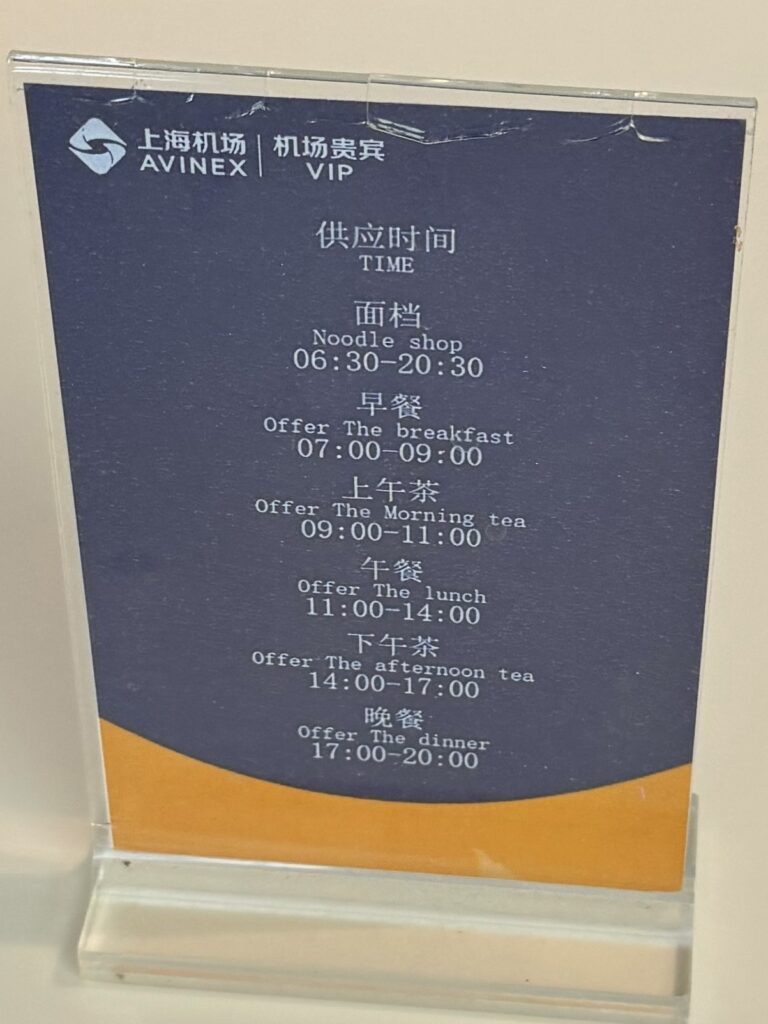 上海机场 | 机场贵宾
AVINEX VIP
供应时间
TIME
面档
Noodle shop
06:30-20:30
早餐
Offer The breakfast
07:00-09:00
上午茶
Offer The Morning tea
09:00-11:00
午餐
Offer The lunch
11:00-14:00
下午茶
Offer The afternoon tea
14:00-17:00
晚餐
Offer The dinner
17:00-20:00